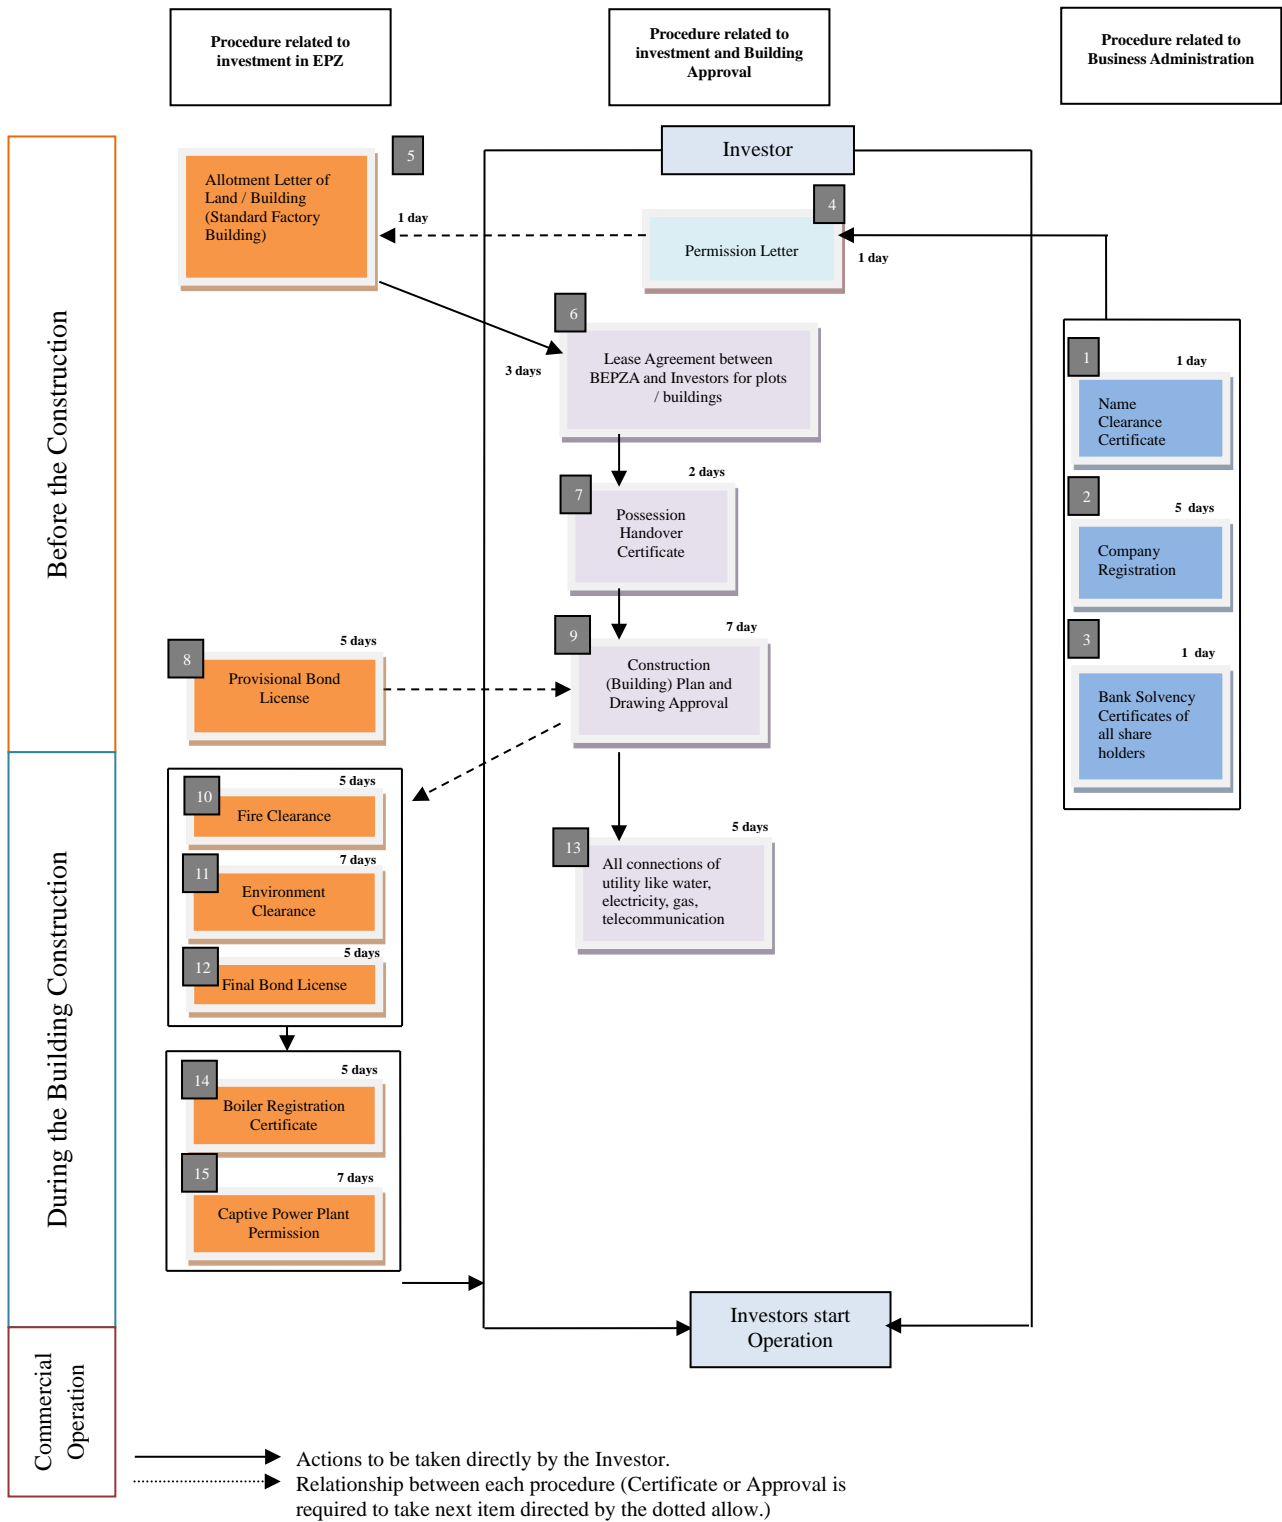 Procedure related to
investment in EPZ
Procedure related to
investment and Building
Approval
Procedure related to
Business Administration
Before the Construction
During the Building Construction
Commercial
Operation
Investor
5
Allotment Letter of
Land / Building
(Standard Factory
Building)
1 day
4
Permission Letter
1 day
6
3 days
Lease Agreement between
BEPZA and Investors for plots
/ buildings
1
1 day
Name
Clearance
Certificate
2
5 days
Company
Registration
3
1 day
Bank Solvency
Certificates of
all share
holders
2 days
7
Possession
Handover
Certificate
5 days
8
Provisional Bond
License
9
7 day
Construction
(Building) Plan and
Drawing Approval
5 days
10
Fire Clearance
7 days
11
Environment
Clearance
5 days
12
Final Bond License
5 days
13
All connections of
utility like water,
electricity, gas,
telecommunication
5 days
14
Boiler Registration
Certificate
15
7 days
Captive Power Plant
Permission
Investors start
Operation
Actions to be taken directly by the Investor.
Relationship between each procedure (Certificate or Approval is
required to take next item directed by the dotted allow.)